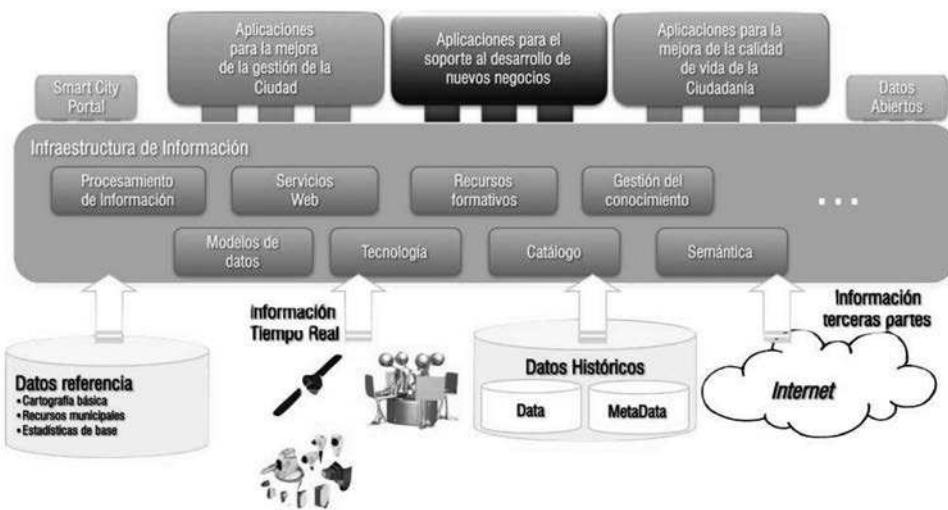 Aplicaciones
para la mejora
de la gestión de la
Ciudad
Aplicaciones para el
soporte al desarrollo de
nuevos negocios
Aplicaciones para la
mejora de la calidad
de vida de la
Ciudadanía
Smart City
Portal
Datos
Abiertos
Infraestructura de Información
Procesamiento
de Información
Servicios
Web
Recursos
formativos
Gestión del
conocimiento
...
Modelos de
datos
Tecnología
Catálogo
Semántica
Información
Tiempo Real
Información
terceras partes
Datos referencia
•Cartografía básica
•Recursos municipales
•Estadísticas de base
Datos Históricos
Data
MetaData
Internet